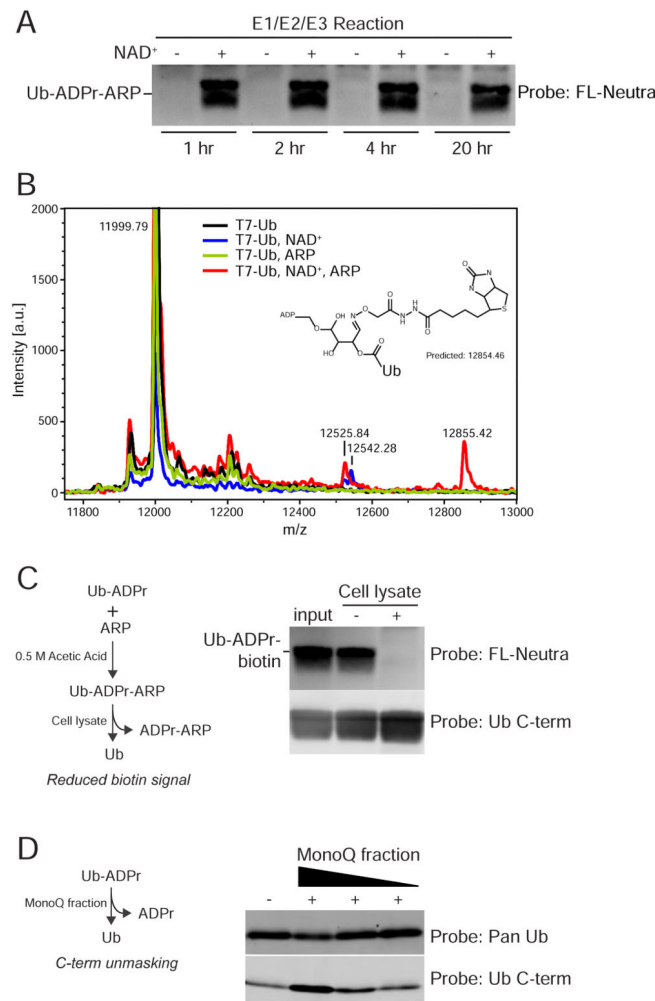 A
E1/E2/E3 Reaction
NAD+ - + - + - + - +
Ub-ADPr-ARP
Probe: FL-Neutra
1 hr 2 hr 4 hr 20 hr
B
Intensity [a.u.]
2000
1500
1000
500
0
11999.79
T7-Ub
T7-Ub, NAD+
T7-Ub, ARP
T7-Ub, NAD+, ARP
ADP O OH HO O O Ub N O O N H H N O O N N S
Predicted: 12854.46
12525.84
12542.28
12855.42
11800 12000 12200 12400 12600 12800 13000
m/z
C
Ub-ADPr
+
ARP
0.5 M Acetic Acid
Ub-ADPr-ARP
Cell lysate
ADPr-ARP
Ub
Reduced biotin signal
Cell lysate
input - +
Ub-ADPr-
biotin
Probe: FL-Neutra
Probe: Ub C-term
D
Ub-ADPr
MonoQ fraction
ADPr
Ub
C-term unmasking
MonoQ fraction
- + + +
Probe: Pan Ub
Probe: Ub C-term